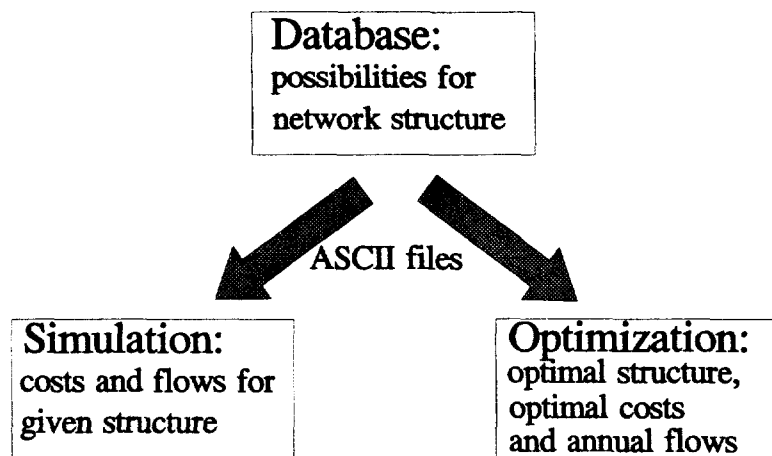 Database:
possibilities for
network structure
ASCII files
Simulation:
costs and flows for
given structure
Optimization:
optimal structure,
optimal costs
and annual flows